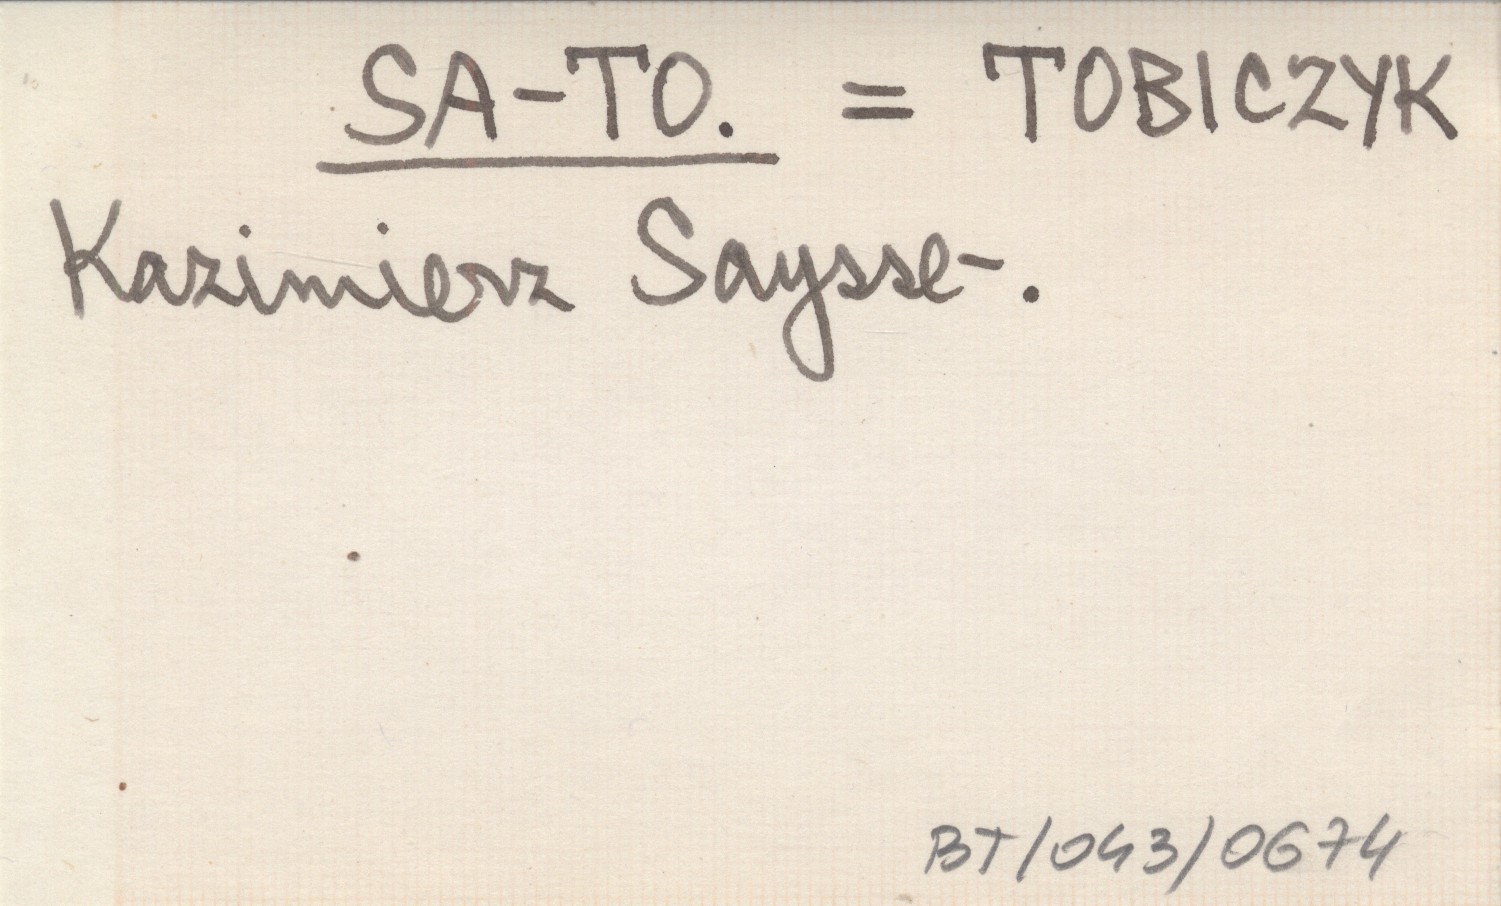 SA-TO. = TOBICZYK
Kazimierz Saysse-.
BT/043/0674